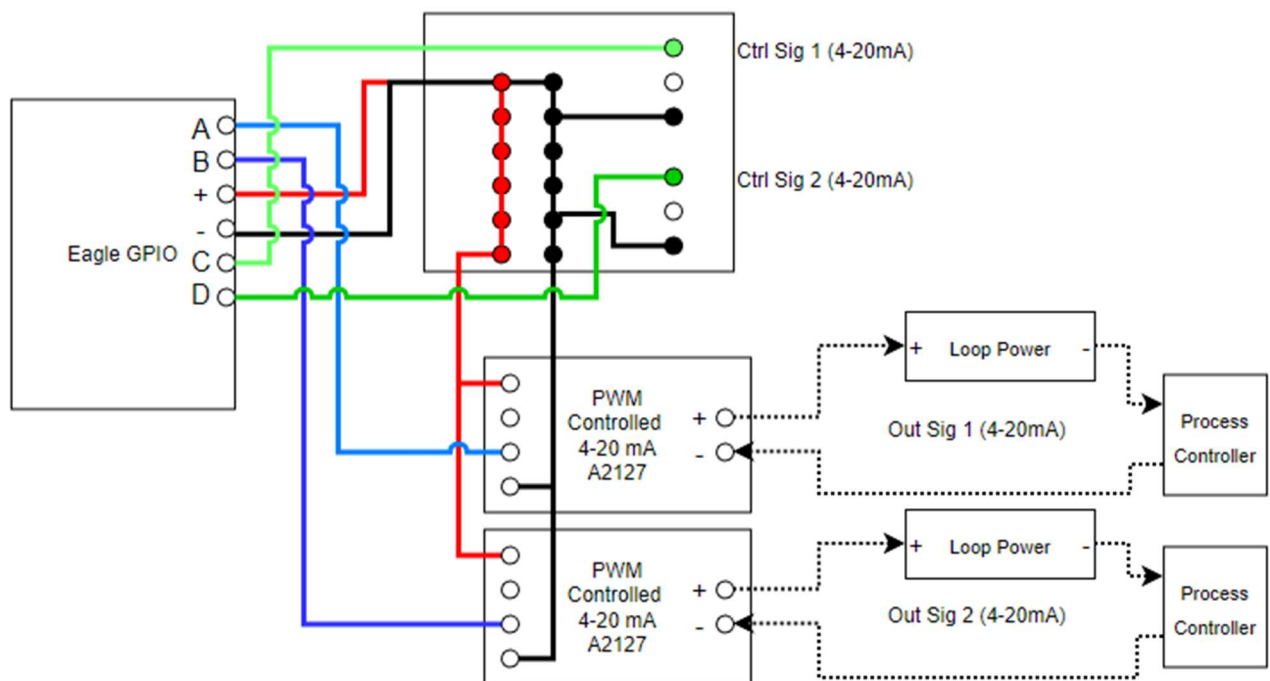 Ctrl Sig 1 (4-20mA)
A
B
+
-
Eagle GPIO
C
D
Ctrl Sig 2 (4-20mA)
PWM
Controlled
4-20 mA
A2127
+
-
+ Loop Power -
Out Sig 1 (4-20mA)
Process
Controller
PWM
Controlled
4-20 mA
A2127
+
-
+ Loop Power -
Out Sig 2 (4-20mA)
Process
Controller